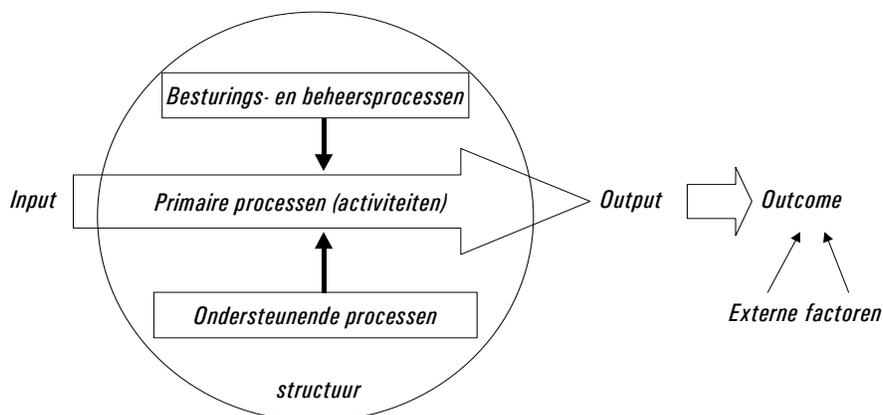 Besturings- en beheersprocessen
Input
Primaire processen (activiteiten)
Output
Outcome
Ondersteunende processen
Externe factoren
structuur